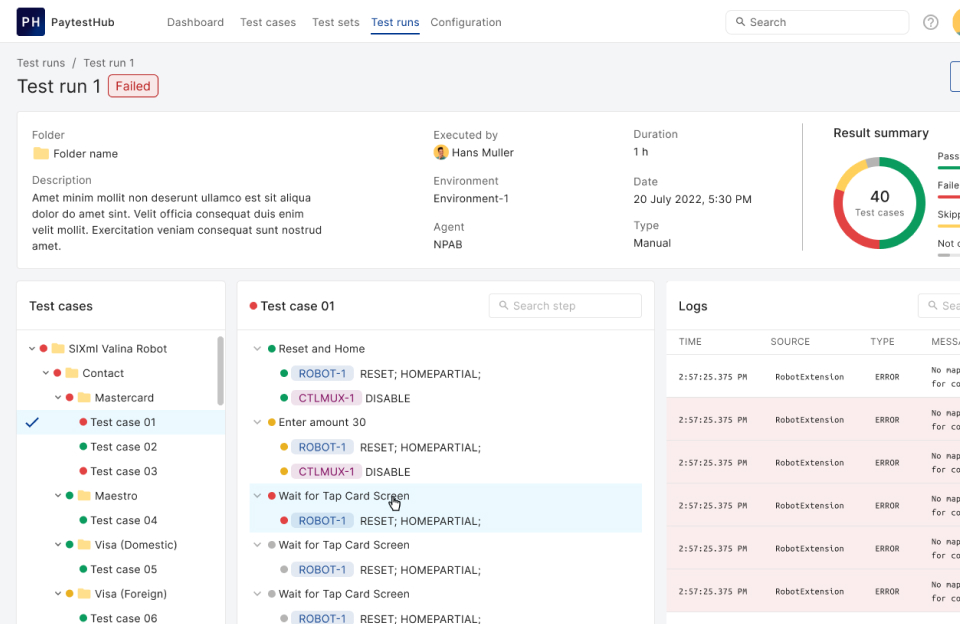 PH PaytestHub Dashboard Test cases Test sets Test runs Configuration Search ?
Test runs / Test run 1
Test run 1 Failed
Folder
Folder name
Description
Amet minim mollit non deserunt ullamco est sit aliqua
dolor do amet sint. Velit officia consequat duis enim
velit mollit. Exercitation veniam consequat sunt nostrud
amet.
Executed by
Hans Muller
Environment
Environment-1
Agent
NPAB
Duration
1 h
Date
20 July 2022, 5:30 PM
Type
Manual
Result summary
40
Test cases
Pass
Faile
Skipp
Not
Test cases
SIXml Valina Robot
Contact
Mastercard
Test case 01
Test case 02
Test case 03
Maestro
Test case 04
Visa (Domestic)
Test case 05
Visa (Foreign)
Test case 06
Test case 01 Search step
Reset and Home
ROBOT-1 RESET; HOMEPARTIAL;
CTLMUX-1 DISABLE
Enter amount 30
ROBOT-1 RESET; HOMEPARTIAL;
CTLMUX-1 DISABLE
Wait for Tap Card Screen
ROBOT-1 RESET; HOMEPARTIAL;
Wait for Tap Card Screen
ROBOT-1 RESET; HOMEPARTIAL;
Wait for Tap Card Screen
ROBOT-1 RESET; HOMEPARTIAL;
Logs Sea
TIME SOURCE TYPE MESSA
2:57:25.375 PM RobotExtension ERROR No map
for co
2:57:25.375 PM RobotExtension ERROR No map
for co
2:57:25.375 PM RobotExtension ERROR No map
for co
2:57:25.375 PM RobotExtension ERROR No map
for co
2:57:25.375 PM RobotExtension ERROR No map
for co
2:57:25.375 PM RobotExtension ERROR No map
for co